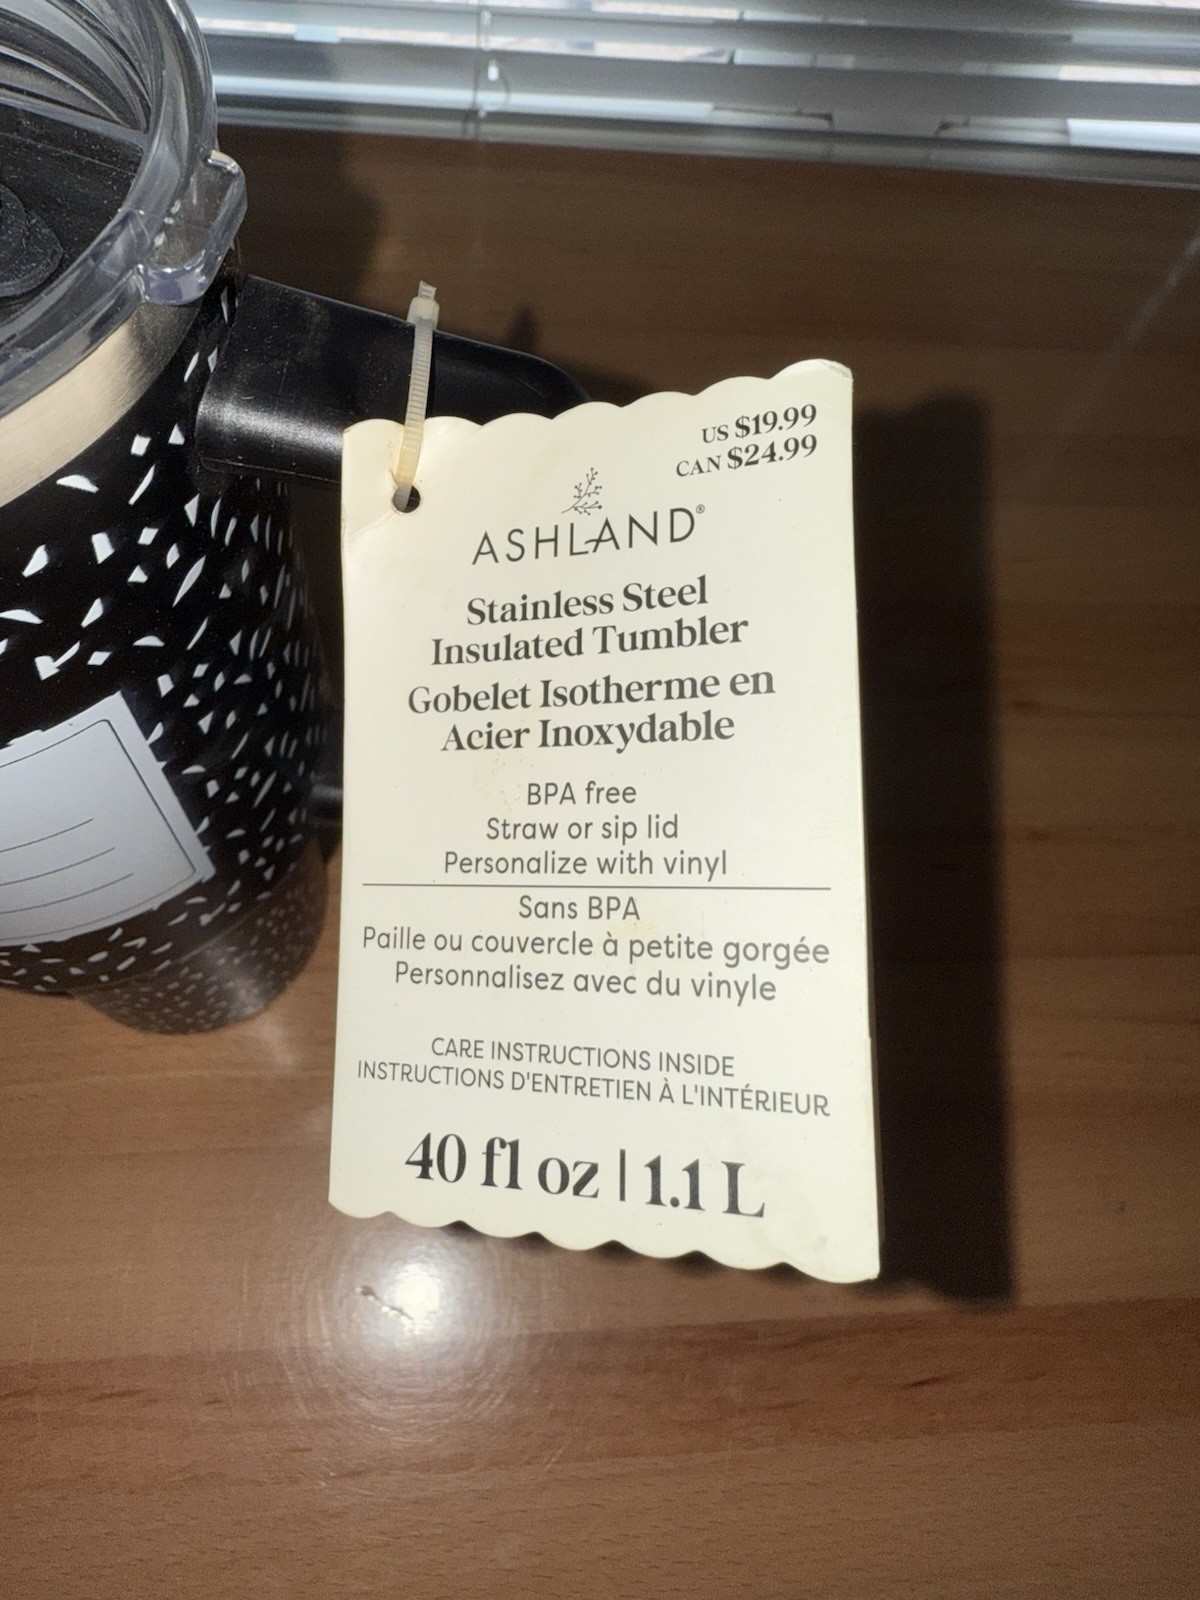 US $19.99
CAN $24.99
ASHLAND®
Stainless Steel
Insulated Tumbler
Gobelet Isotherme en
Acier Inoxydable
BPA free
Straw or sip lid
Personalize with vinyl
Sans BPA
Paille ou couvercle à petite gorgée
Personnalisez avec du vinyle
CARE INSTRUCTIONS INSIDE
INSTRUCTIONS D'ENTRETIEN À L'INTÉRIEUR
40 fl oz | 1.1 L